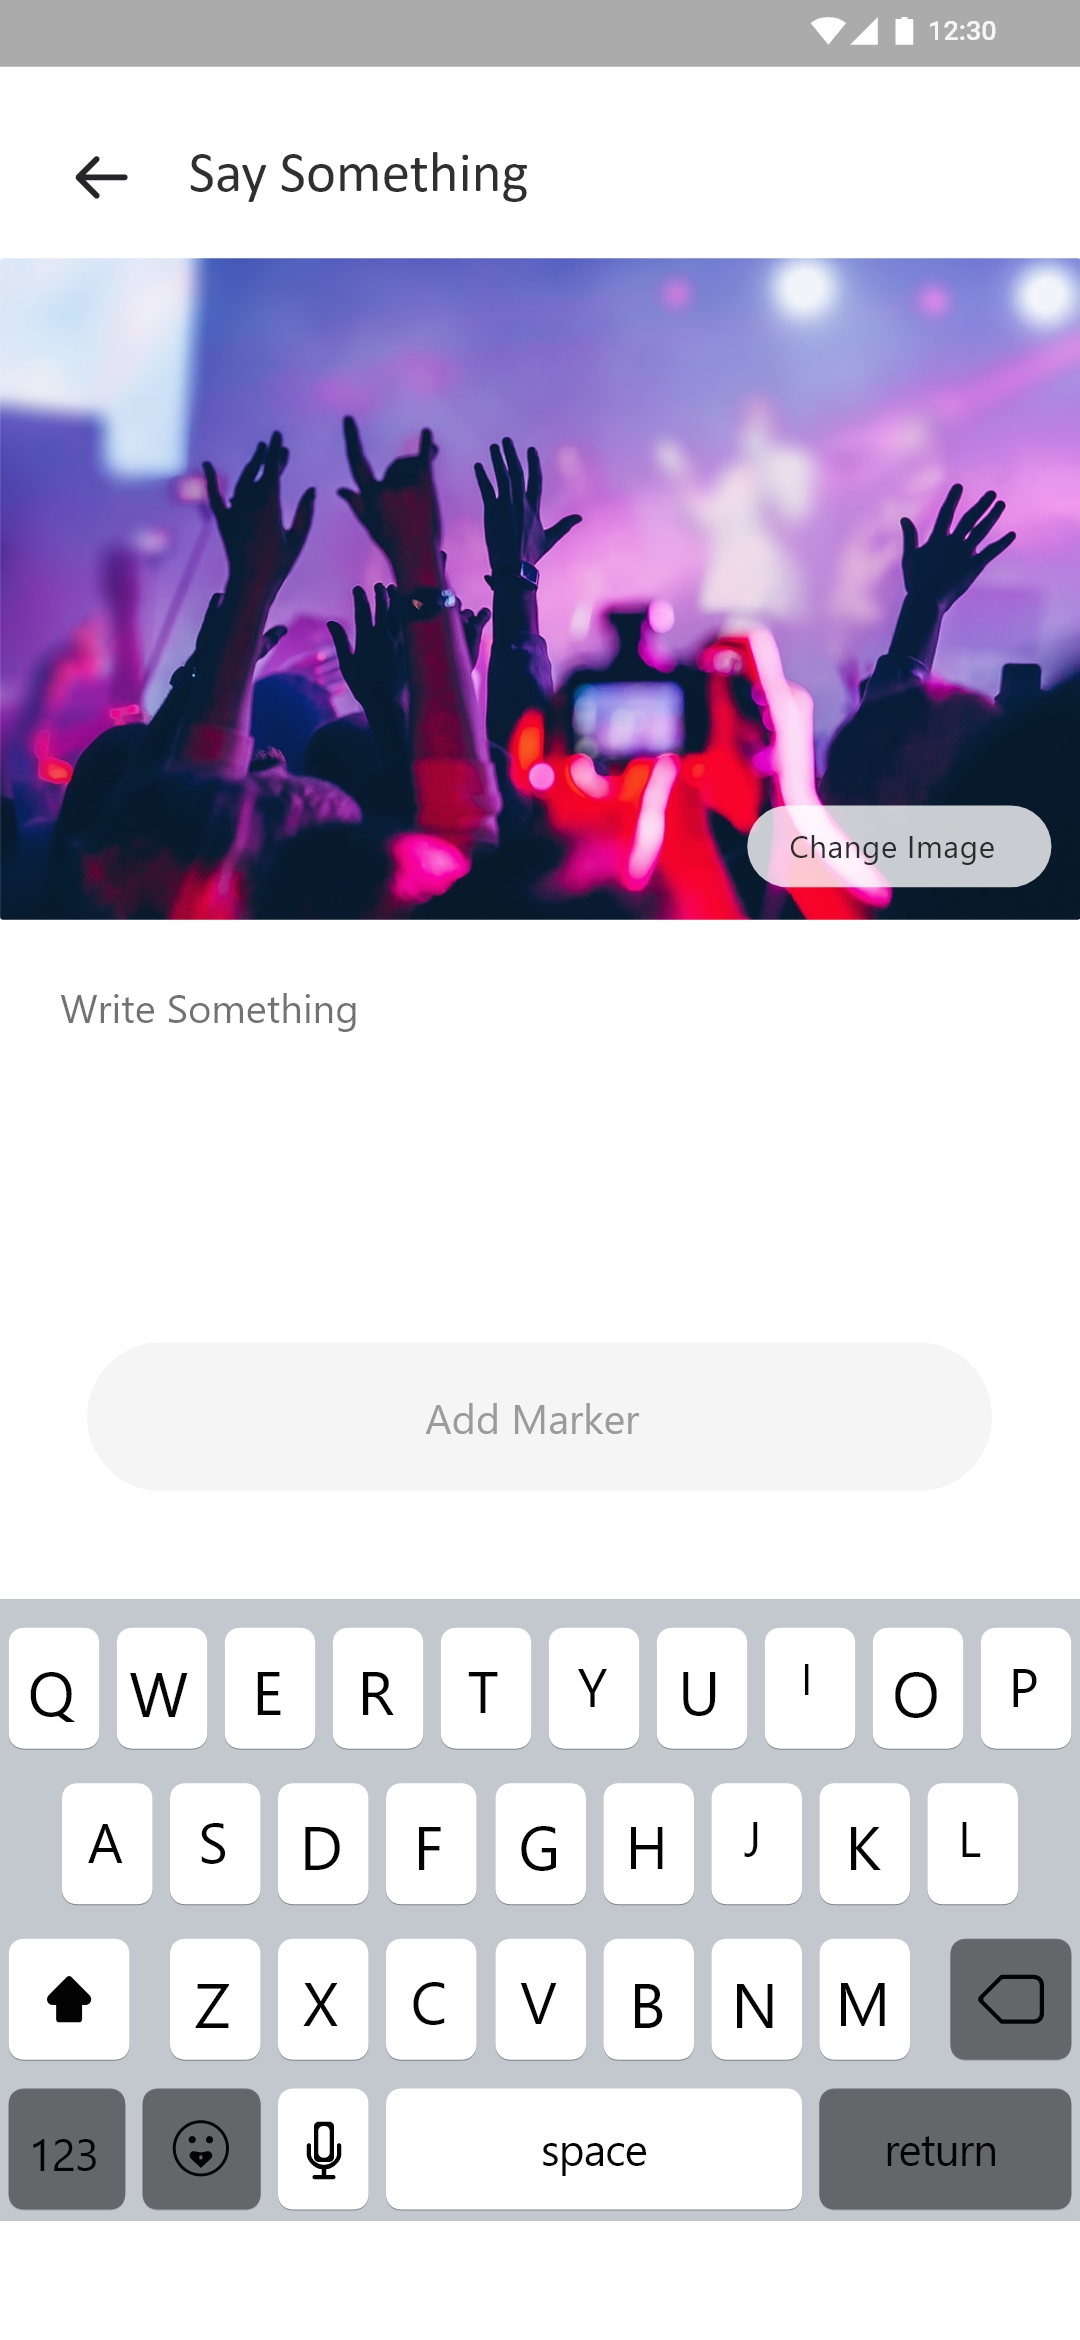 12:30
Say Something
Change Image
Write Something
Add Marker
Q W E R T Y U I O P
A S D F G H J K L
Z X C V B N M
123 space return